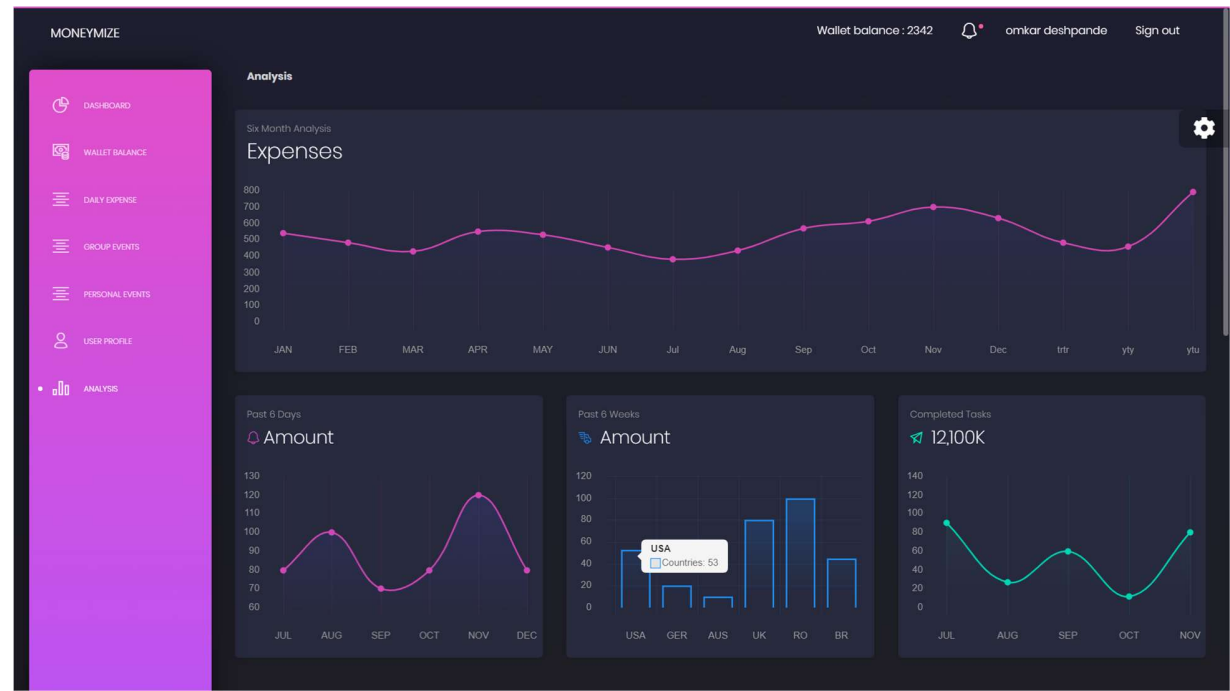 MONEYMIZE
Wallet balance : 2342 omkar deshpande Sign out
DASHBOARD
WALLET BALANCE
DAILY EXPENSE
GROUP EVENTS
PERSONAL EVENTS
USER PROFILE
ANALYSIS
Analysis
Six Month Analysis
Expenses
800
700
600
500
400
300
200
100
0
JAN FEB MAR APR MAY JUN Jul Aug Sep Oct Nov Dec trtr yty ytu
Past 6 Days
Amount
130
120
110
100
90
80
70
60
JUL AUG SEP OCT NOV DEC
Past 6 Weeks
Amount
120
100
80
60
40
20
0
USA
Countries: 53
USA GER AUS UK RO BR
Completed Tasks
12,100K
140
120
100
80
60
40
20
0
JUL AUG SEP OCT NOV